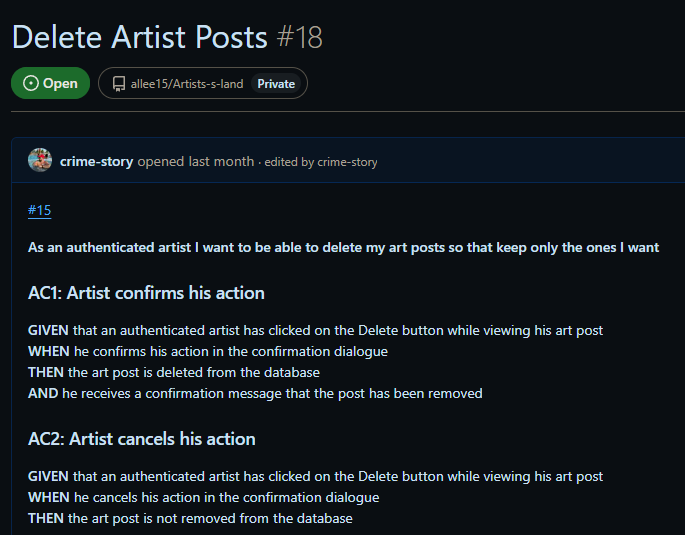 Delete Artist Posts #18
Open allee15/Artists-s-land Private
crime-story opened last month · edited by crime-story
#15
As an authenticated artist I want to be able to delete my art posts so that keep only the ones I want
AC1: Artist confirms his action
GIVEN that an authenticated artist has clicked on the Delete button while viewing his art post
WHEN he confirms his action in the confirmation dialogue
THEN the art post is deleted from the database
AND he receives a confirmation message that the post has been removed
AC2: Artist cancels his action
GIVEN that an authenticated artist has clicked on the Delete button while viewing his art post
WHEN he cancels his action in the confirmation dialogue
THEN the art post is not removed from the database